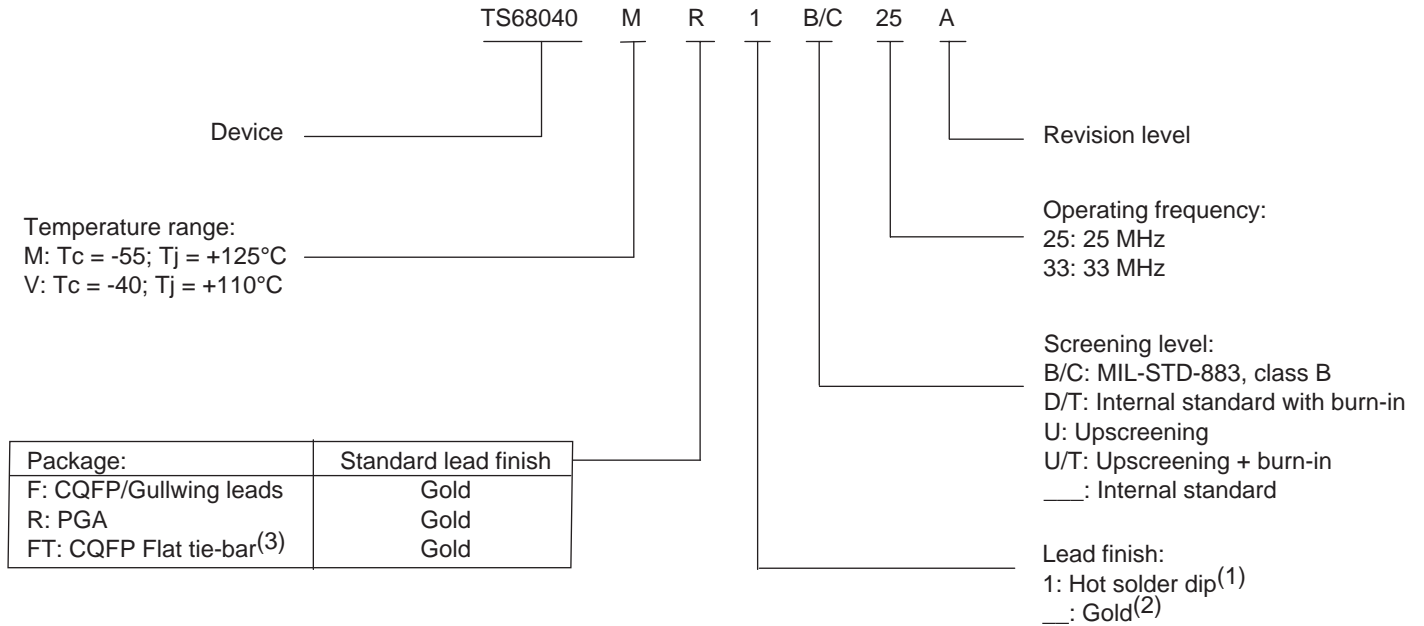 TS68040 M R 1 B/C 25 A
Device
Revision level
Temperature range:
M: Tc = -55; Tj = +125°C
V: Tc = -40; Tj = +110°C
Operating frequency:
25: 25 MHz
33: 33 MHz
Screening level:
B/C: MIL-STD-883, class B
D/T: Internal standard with burn-in
U: Upscreening
U/T: Upscreening + burn-in
___: Internal standard
Package: Standard lead finish
F: CQFP/Gullwing leads Gold
R: PGA Gold
FT: CQFP Flat tie-bar(3) Gold
Lead finish:
1: Hot solder dip(1)
__: Gold(2)